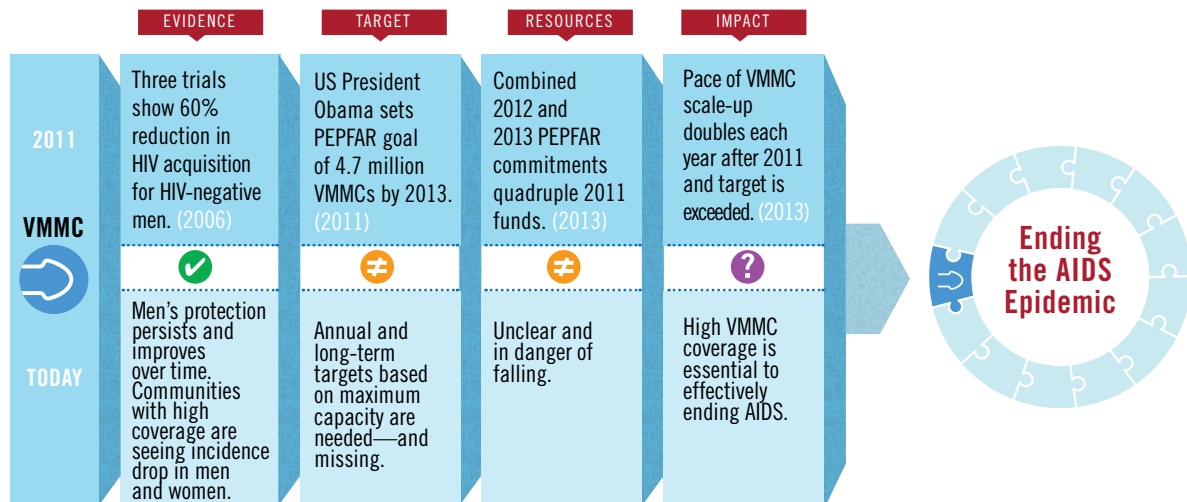 EVIDENCE
TARGET
RESOURCES
IMPACT
2011
VMMC
TODAY
Three trials
show 60%
reduction in
HIV acquisition
for HIV-negative
men. (2006)
US President
Obama sets
PEPFAR goal
of 4.7 million
VMMCs by 2013.
(2011)
Combined
2012 and
2013 PEPFAR
commitments
quadruple 2011
funds. (2013)
Pace of VMMC
scale-up
doubles each
year after 2011
and target is
exceeded. (2013)
✓
≠
≠
?
Men’s protection
persists and
improves
over time.
Communities
with high
coverage are
seeing incidence
drop in men
and women.
Annual and
long-term
targets based
on maximum
capacity are
needed—and
missing.
Unclear and
in danger of
falling.
High VMMC
coverage is
essential to
effectively
ending AIDS.
Ending
the AIDS
Epidemic